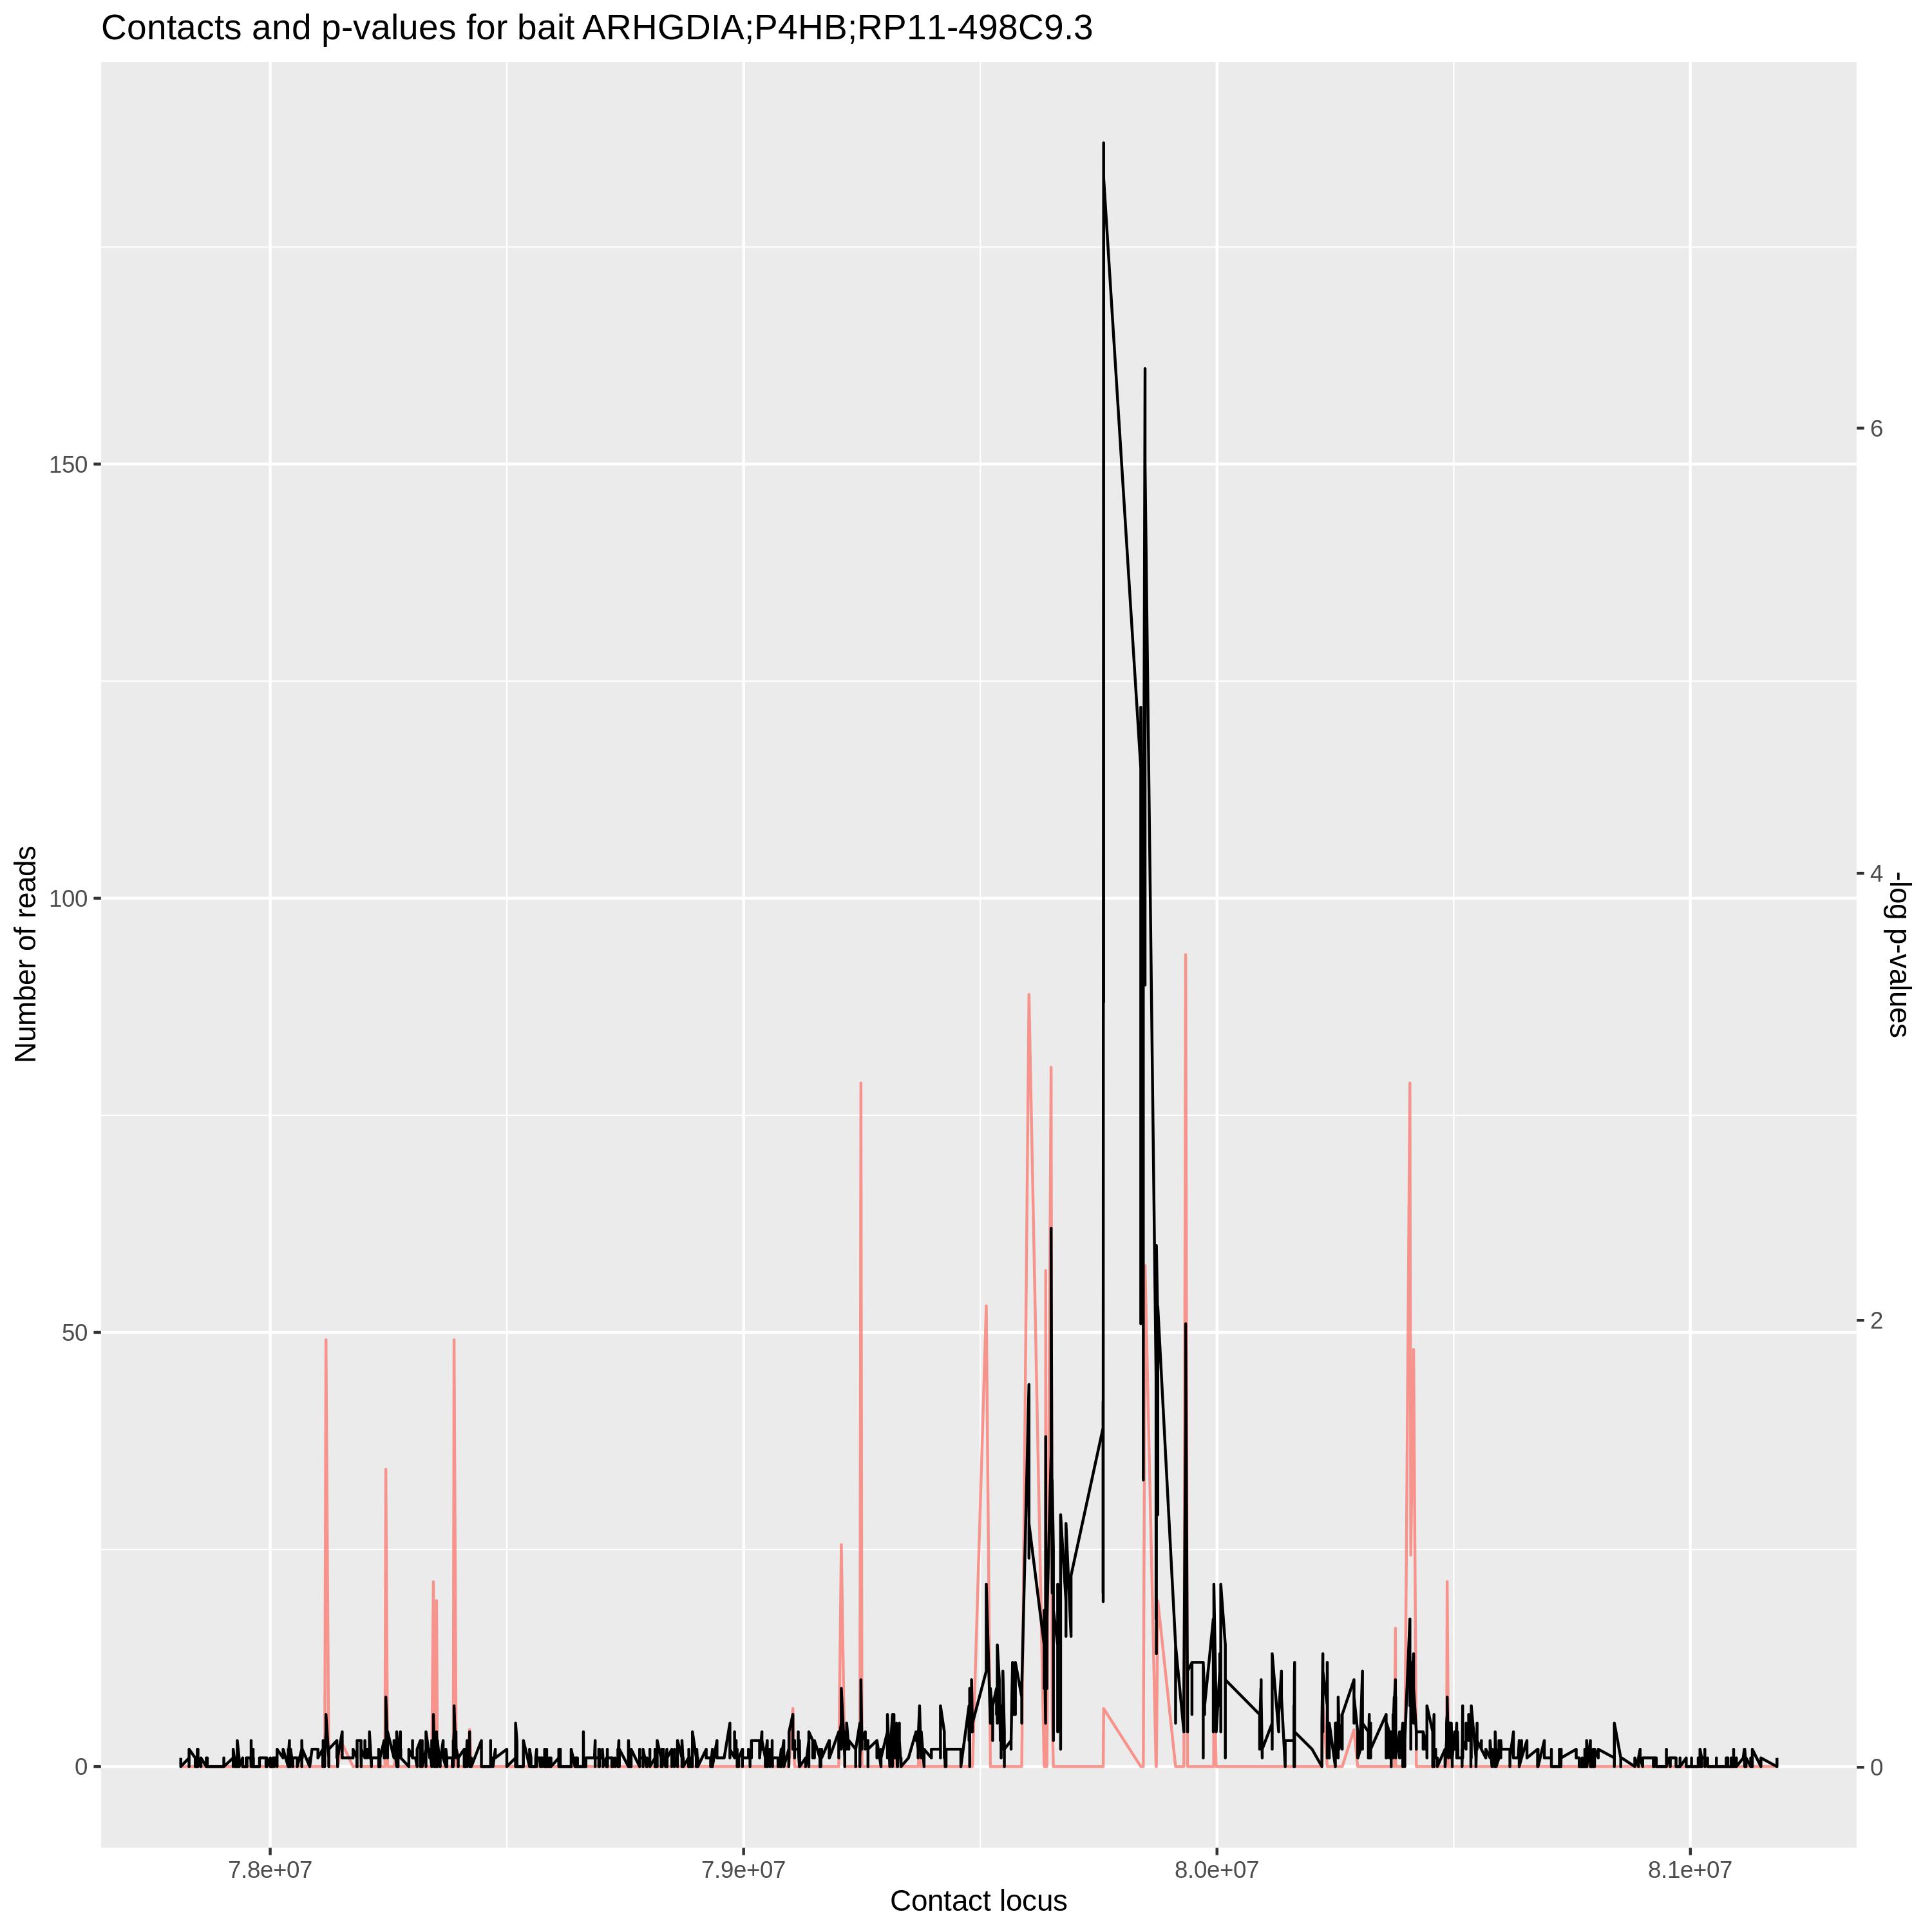 Contacts and p-values for bait ARHGDIA;P4HB;RP11-498C9.3
Number of reads
150
100
50
0
6
4
2
0
-log p-values
7.8e+07
7.9e+07
8.0e+07
8.1e+07
Contact locus